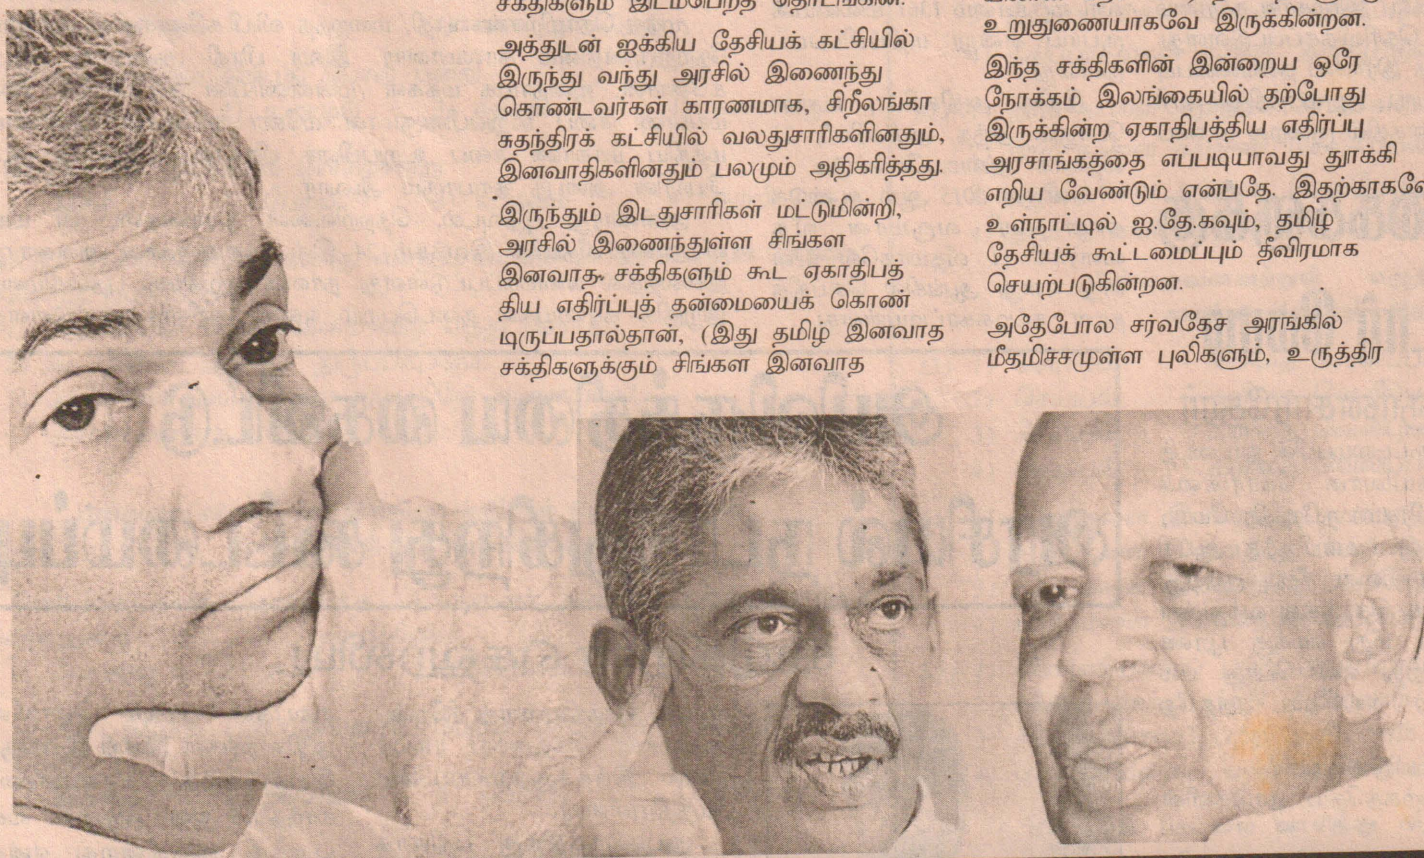 சக்திகளும் இடம்பெறத் தொடங்கின.
அத்துடன் ஐக்கிய தேசியக் கட்சியில்
இருந்து வந்து அரசில் இணைந்து
கொண்டவர்கள் காரணமாக, சிறீலங்கா
சுதந்திரக் கட்சியில் வலதுசாரிகளினதும்,
இனவாதிகளினதும் பலமும் அதிகரித்தது.
இருந்தும் இடதுசாரிகள் மட்டுமின்றி,
அரசில் இணைந்துள்ள சிங்கள
இனவாத சக்திகளும் கூட ஏகாதிபத்
திய எதிர்ப்புத் தன்மையைக் கொண்
டிருப்பதால்தான், (இது தமிழ் இனவாத
சக்திகளுக்கும் சிங்கள இனவாத
உறுதுணையாகவே இருக்கின்றன.
இந்த சக்திகளின் இன்றைய ஒரே
நோக்கம் இலங்கையில் தற்போது
இருக்கின்ற ஏகாதிபத்திய எதிர்ப்பு
அரசாங்கத்தை எப்படியாவது தூக்கி
எறிய வேண்டும் என்பதே. இதற்காகவே
உள்நாட்டில் ஐ.தே.கவும், தமிழ்
தேசியக் கூட்டமைப்பும் தீவிரமாக
செயற்படுகின்றன.
அதேபோல சர்வதேச அரங்கில்
மீதமிச்சமுள்ள புலிகளும், உருத்திர